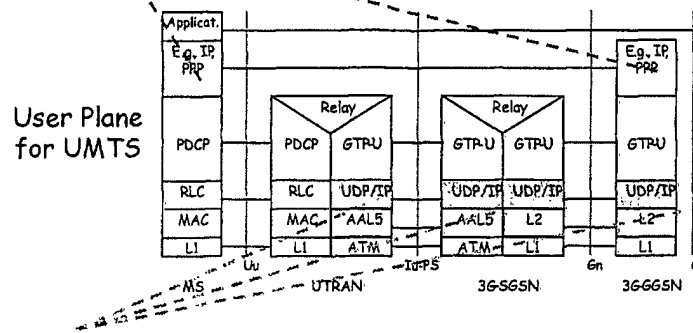 Applicat.
E.g., IP, PPP
E.g., IP, PPP
User Plane for UMTS
Relay
Relay
PDCP PDCP GTP-U GTP-U GTP-U GTP-U
RLC RLC UDP/IP UDP/IP UDP/IP UDP/IP
MAC MAC AAL5 AAL5 L2 L2
L1 L1 ATM ATM L1 L1
Uu Iu-PS Gn
MS UTRAN 3G-SGSN 3G-GGSN